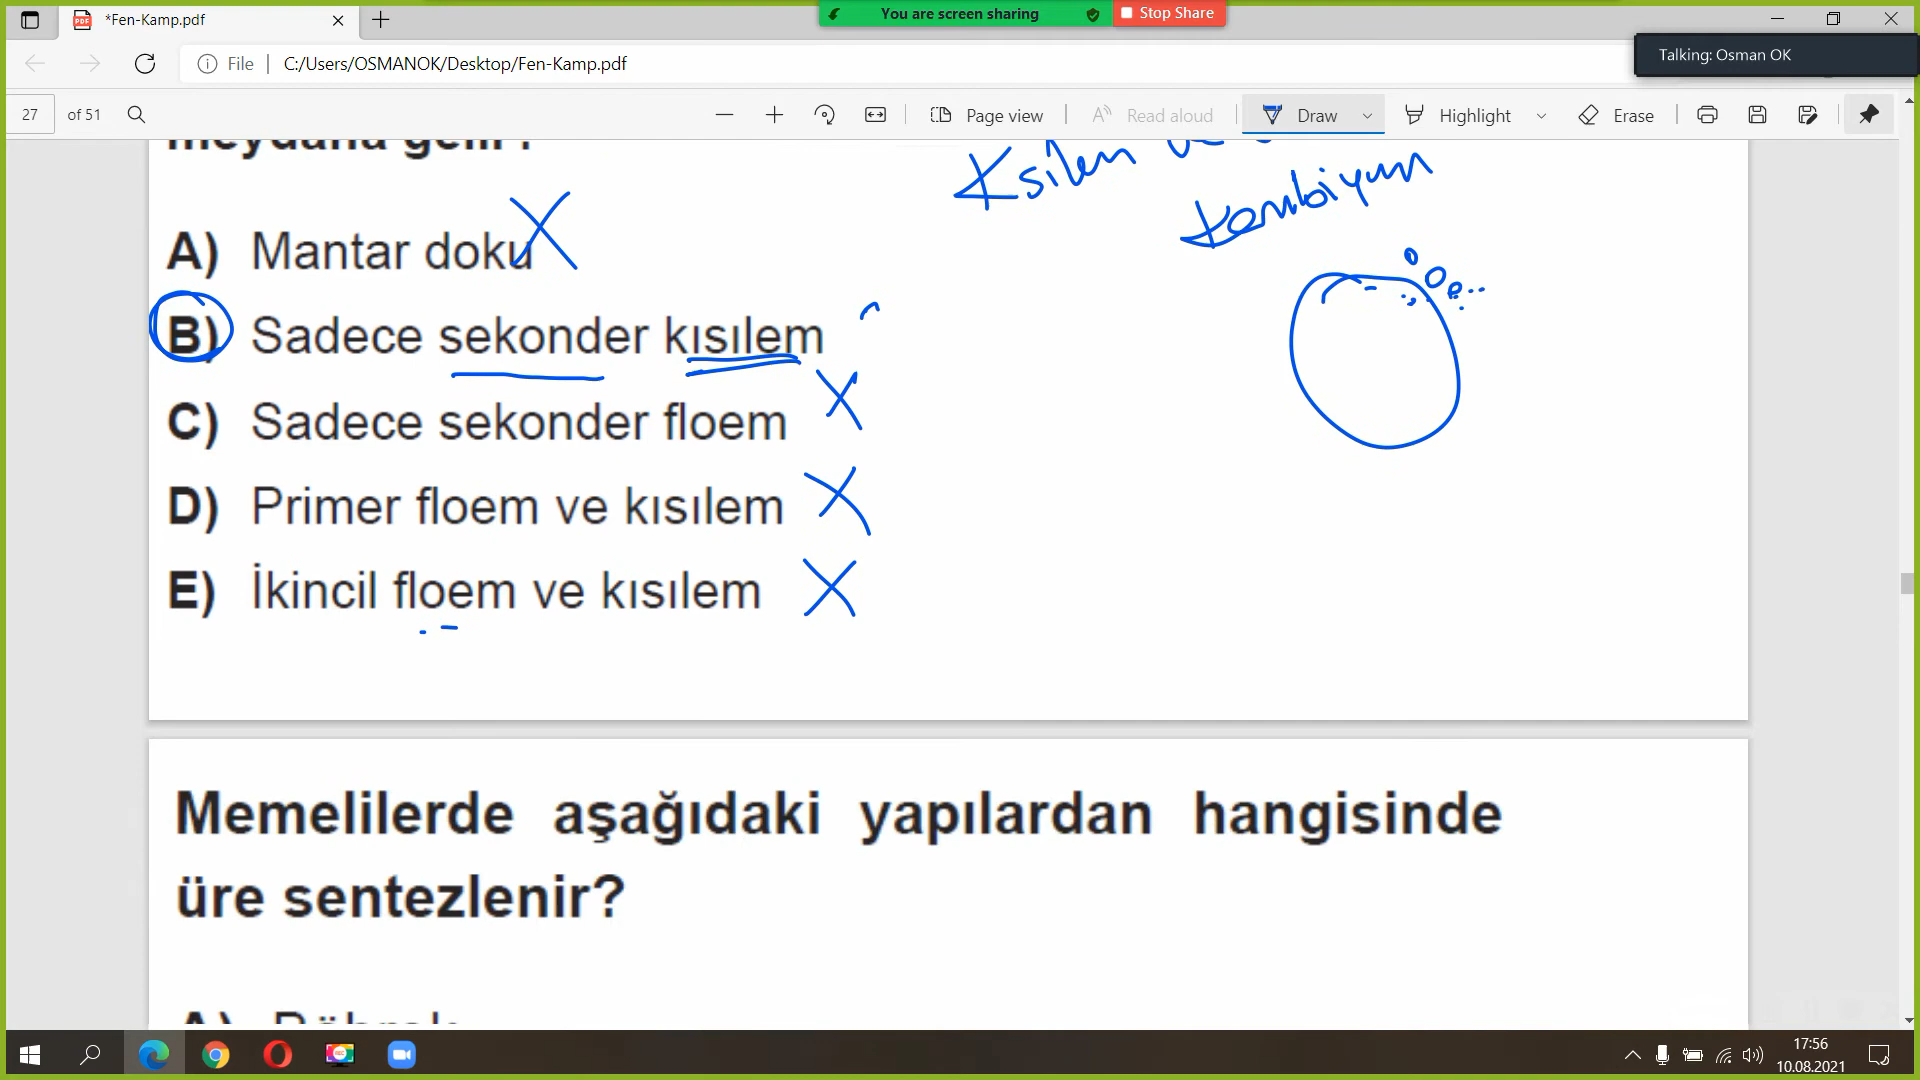 *Fen-Kamp.pdf
You are screen sharing
Stop Share
Talking: Osman OK
File
C:/Users/OSMANOK/Desktop/Fen-Kamp.pdf
27 of 51
Page view
Read aloud
Draw
Highlight
Erase
meydana gelir?
Ksilem
kambiyum
A) Mantar doku
B) Sadece sekonder kısılem
C) Sadece sekonder floem
D) Primer floem ve kısılem
E) İkincil floem ve kısılem
Memelilerde aşağıdaki yapılardan hangisinde
üre sentezlenir?
A)
17:56
10.08.2021